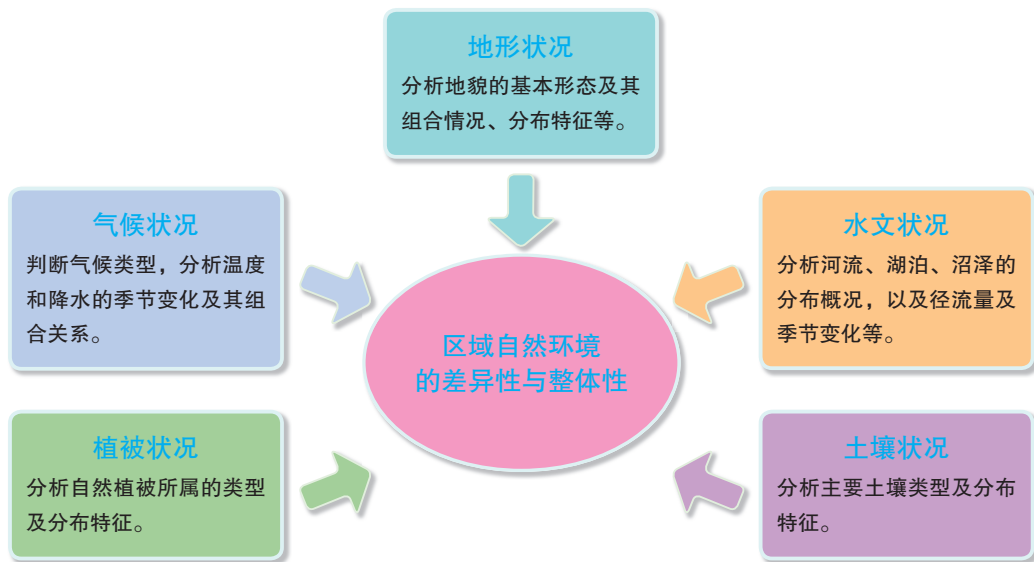 地形状况
分析地貌的基本形态及其
组合情况、分布特征等。
气候状况
判断气候类型，分析温度
和降水的季节变化及其组
合关系。
水文状况
分析河流、湖泊、沼泽的
分布概况，以及径流量及
季节变化等。
区域自然环境
的差异性与整体性
植被状况
分析自然植被所属的类型
及分布特征。
土壤状况
分析主要土壤类型及分布
特征。